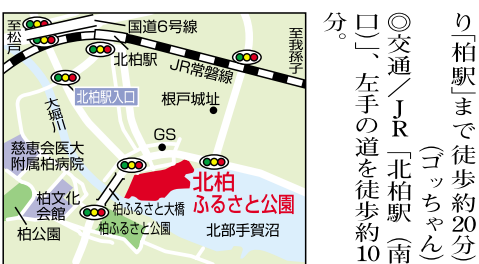 り「柏駅」まで徒歩約20分）
（ゴッちゃん）
◎交通／ＪＲ「北柏駅（南
口）」、左手の道を徒歩約10
分。
至松戸
国道6号線
至我孫子
北柏駅
JR常磐線
北柏駅入口
根戸城址
大堀川
GS
慈恵会医大
附属柏病院
北柏
ふるさと公園
柏文化
会館
柏ふるさと大橋
柏ふるさと公園
柏公園
北部手賀沼